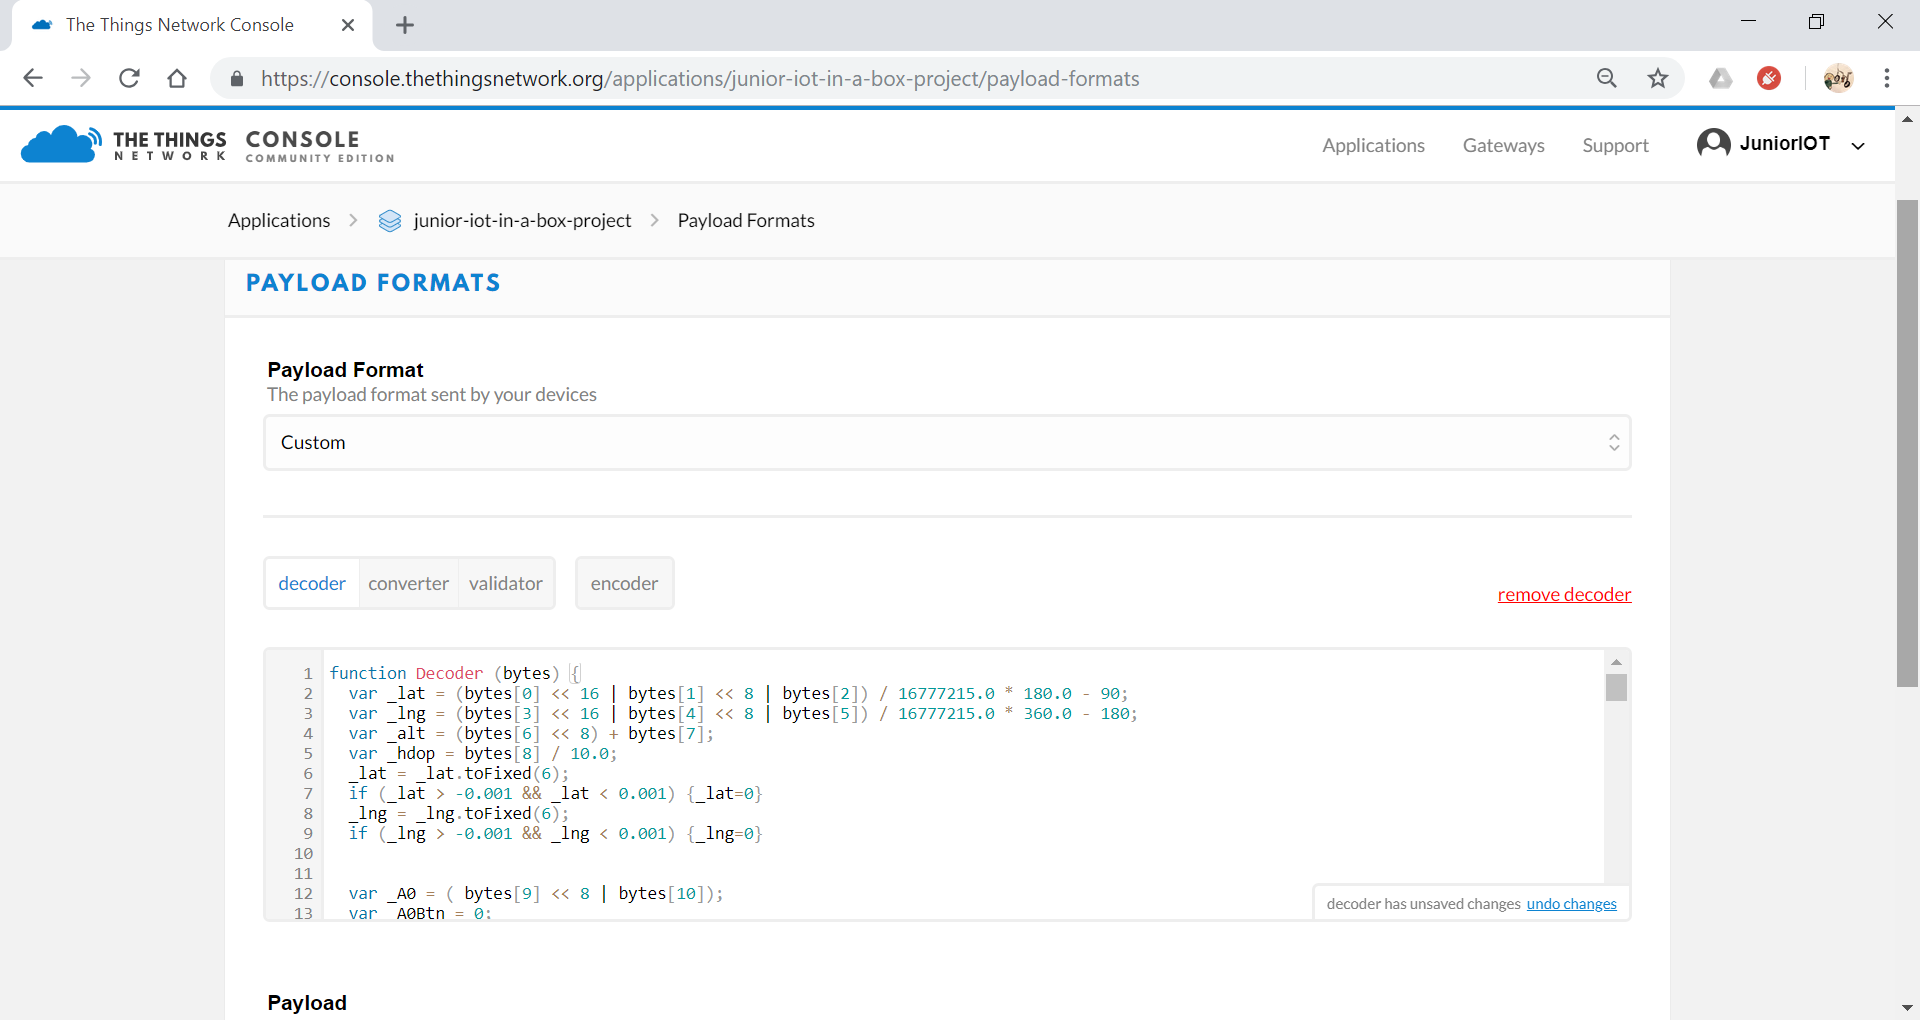 The Things Network Console
https://console.thethingsnetwork.org/applications/junior-iot-in-a-box-project/payload-formats
THE THINGS NETWORK CONSOLE COMMUNITY EDITION
Applications Gateways Support JuniorIOT
Applications junior-iot-in-a-box-project Payload Formats
PAYLOAD FORMATS
Payload Format
The payload format sent by your devices
Custom
decoder converter validator encoder
remove decoder
1 function Decoder (bytes) {
2 var _lat = (bytes[0] << 16 | bytes[1] << 8 | bytes[2]) / 16777215.0 * 180.0 - 90;
3 var _lng = (bytes[3] << 16 | bytes[4] << 8 | bytes[5]) / 16777215.0 * 360.0 - 180;
4 var _alt = (bytes[6] << 8) + bytes[7];
5 var _hdop = bytes[8] / 10.0;
6 _lat = _lat.toFixed(6);
7 if (_lat > -0.001 && _lat < 0.001) {_lat=0}
8 _lng = _lng.toFixed(6);
9 if (_lng > -0.001 && _lng < 0.001) {_lng=0}
10
11
12 var _A0 = ( bytes[9] << 8 | bytes[10]);
13 var _A0Btn = 0;
decoder has unsaved changes undo changes
Payload